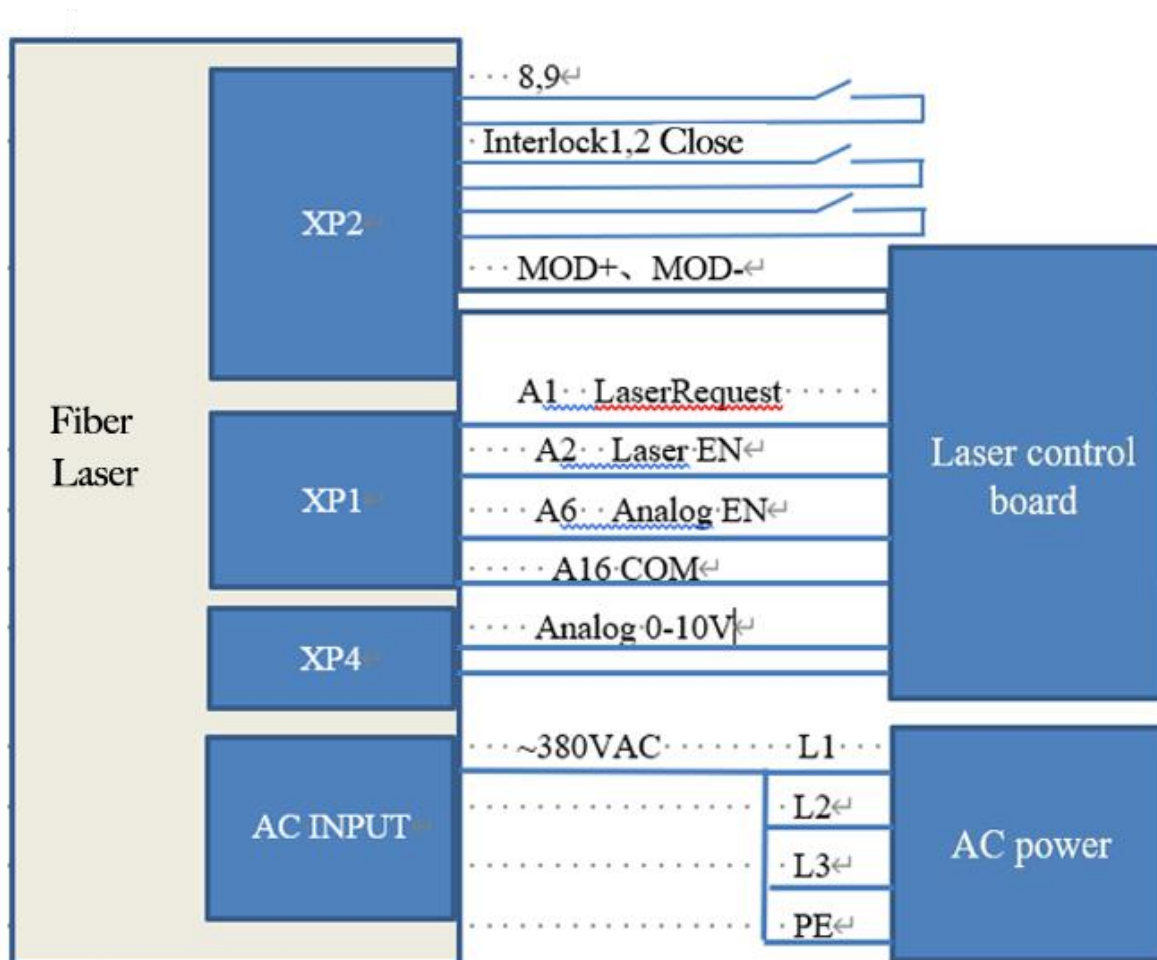 8,9
Interlock1,2 Close
XP2
MOD+、MOD-
A1 LaserRequest
Fiber
Laser
A2 Laser EN
Laser control
board
XP1
A6 Analog EN
A16 COM
Analog 0-10V
XP4
~380VAC L1
L2
AC INPUT
AC power
L3
PE